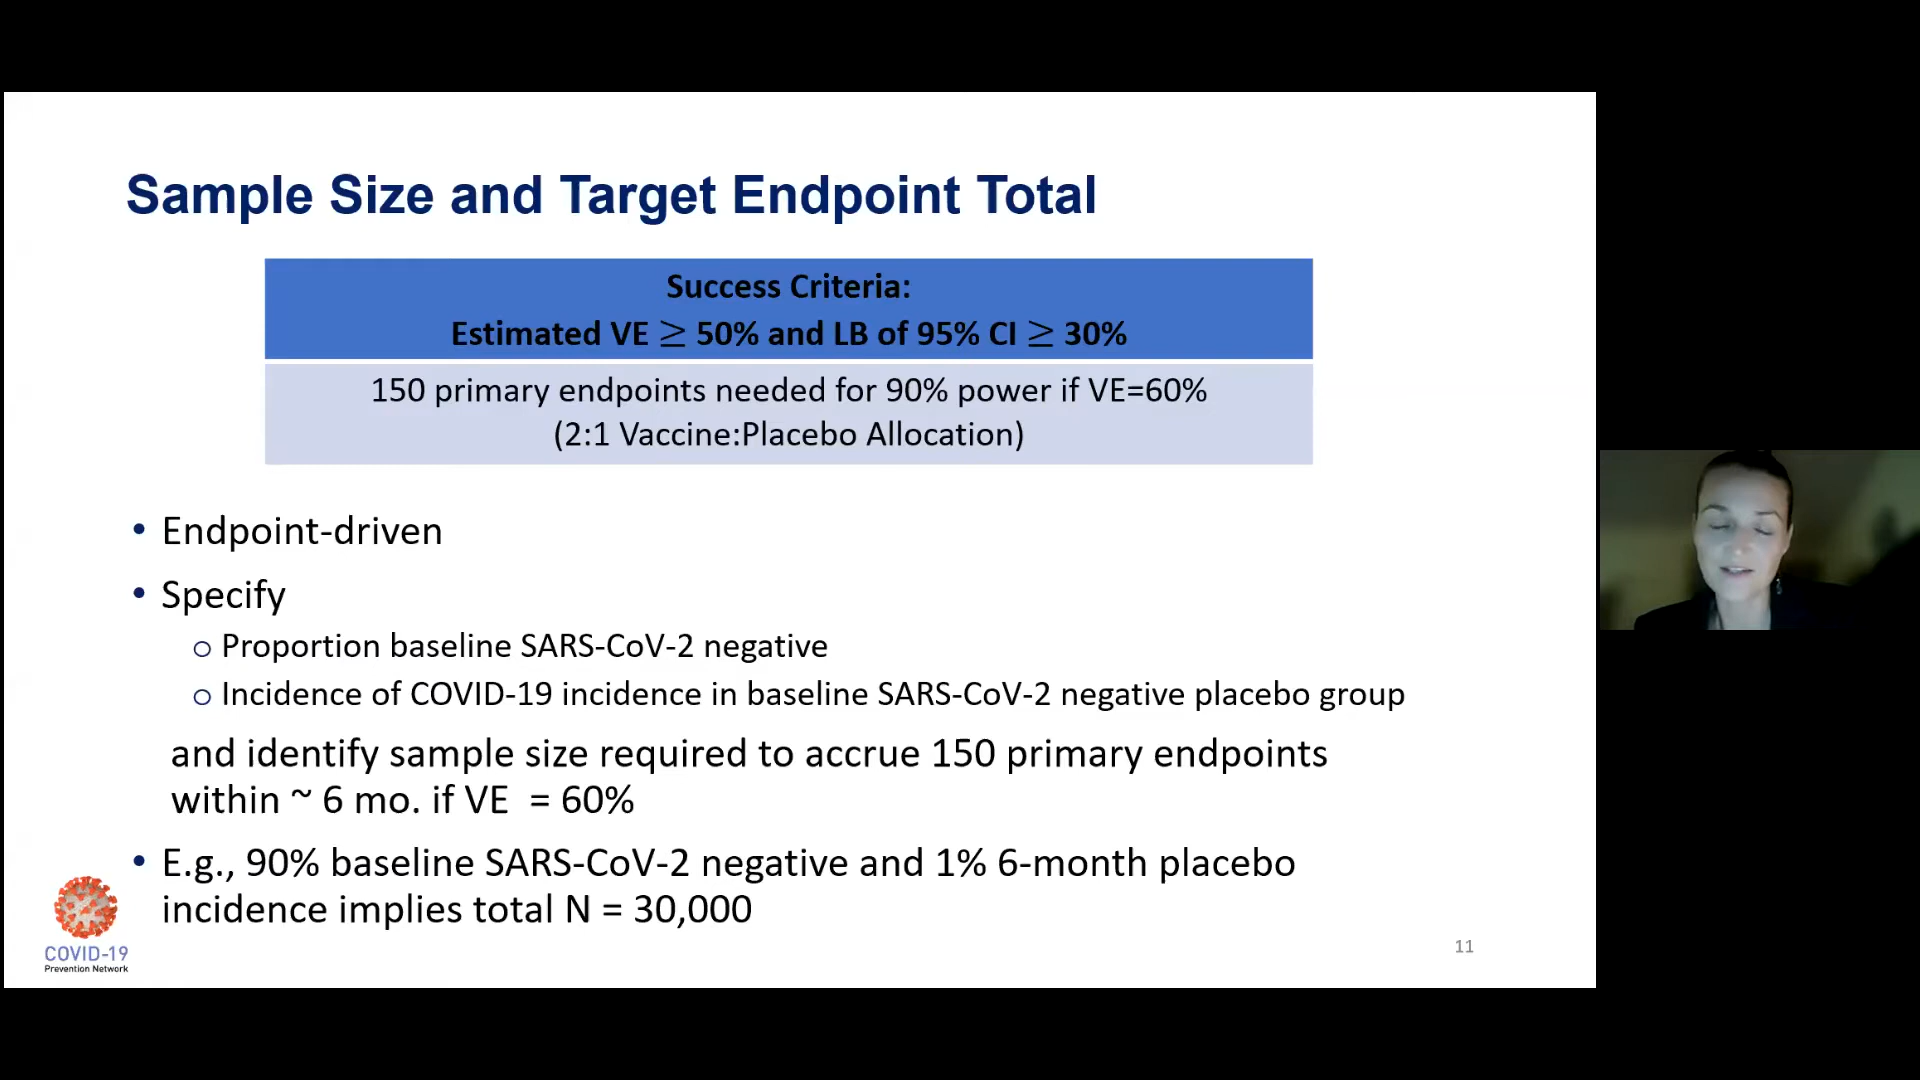 Sample Size and Target Endpoint Total
Success Criteria:
Estimated VE ≥ 50% and LB of 95% CI ≥ 30%
150 primary endpoints needed for 90% power if VE=60%
(2:1 Vaccine:Placebo Allocation)
• Endpoint-driven
• Specify
o Proportion baseline SARS-CoV-2 negative
o Incidence of COVID-19 incidence in baseline SARS-CoV-2 negative placebo group
and identify sample size required to accrue 150 primary endpoints
within ~ 6 mo. if VE = 60%
• E.g., 90% baseline SARS-CoV-2 negative and 1% 6-month placebo
incidence implies total N = 30,000
COVID-19
Prevention Network
11